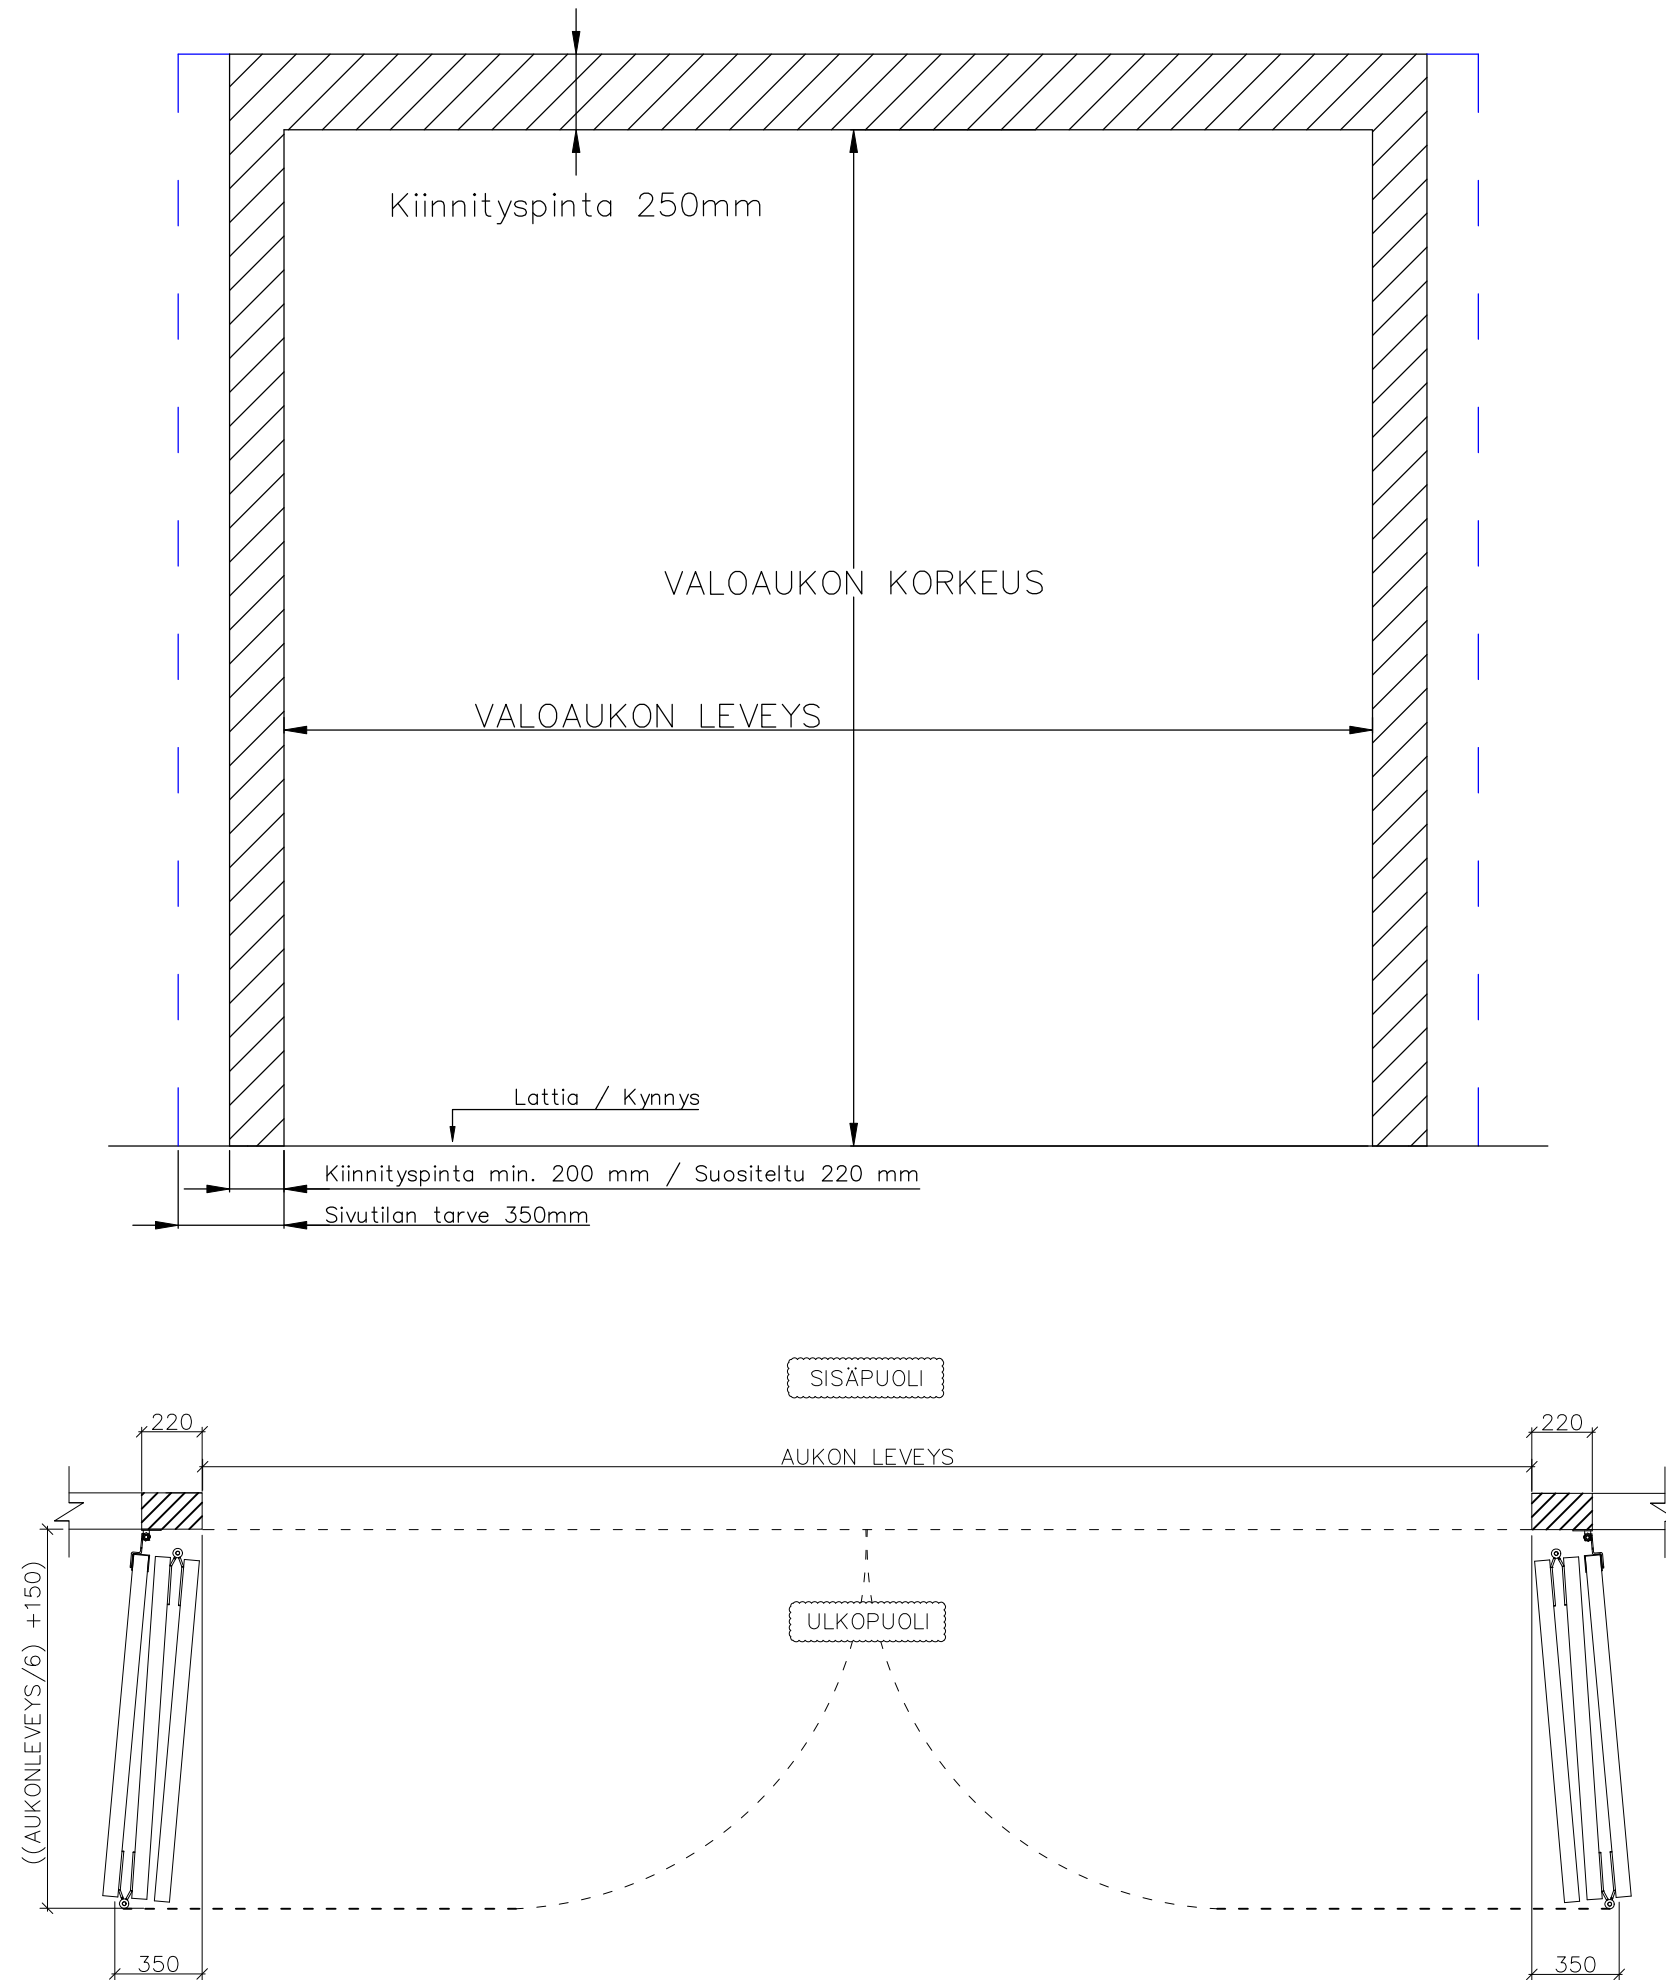 Kiinnityspinta 250mm
VALOAUKON KORKEUS
VALOAUKON LEVEYS
Lattia / Kynnys
Kiinnityspinta min. 200 mm / Suositeltu 220 mm
Sivutilan tarve 350mm
SISÄPUOLI
220
220
AUKON LEVEYS
((AUKONLEVEYS/6) +150)
ULKOPUOLI
350
350